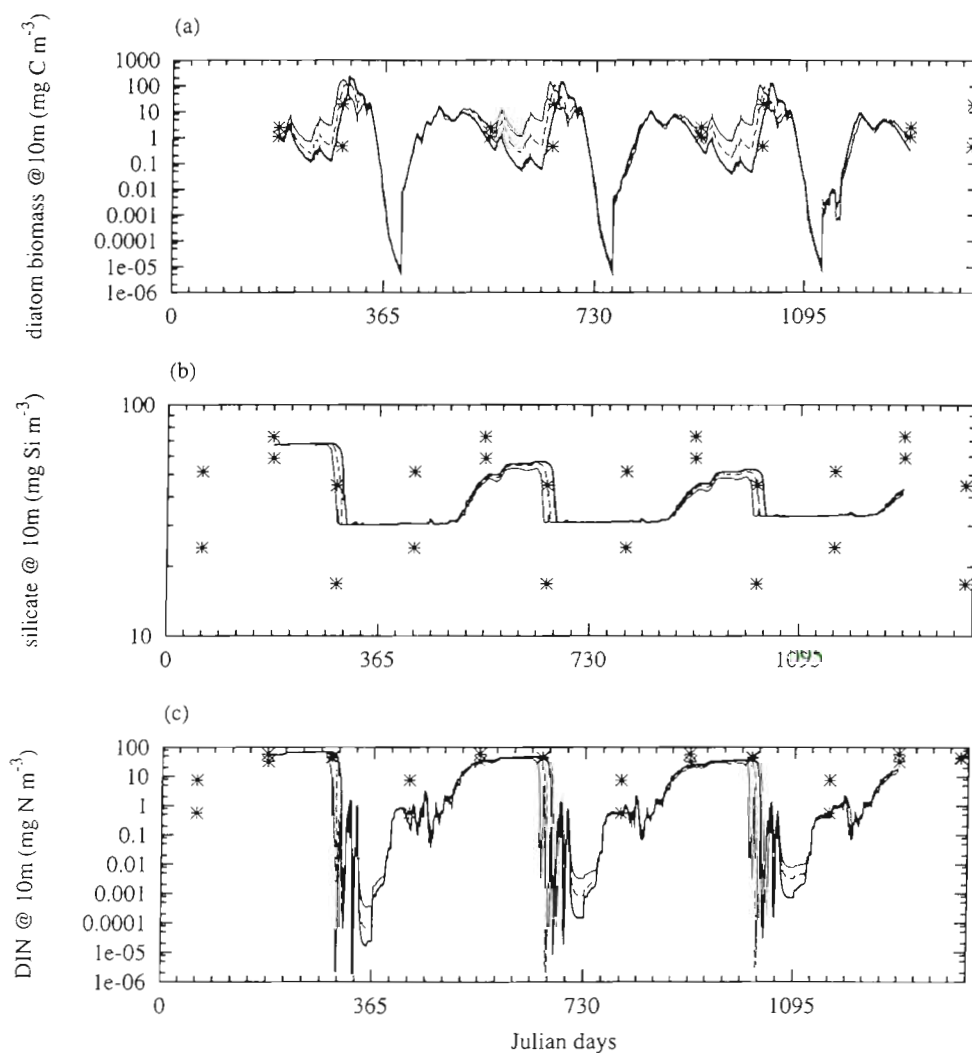 (a)
diatom biomass @10m (mg C m-3)
1000
100
10
1
0.1
0.01
0.001
0.0001
1e-05
1e-06
0
365
730
1095
(b)
silicate @ 10m (mg Si m-3)
100
10
0
365
730
1095
(c)
DIN @ 10m (mg N m-3)
100
10
1
0.1
0.01
0.001
0.0001
1e-05
1e-06
0
365
730
1095
Julian days